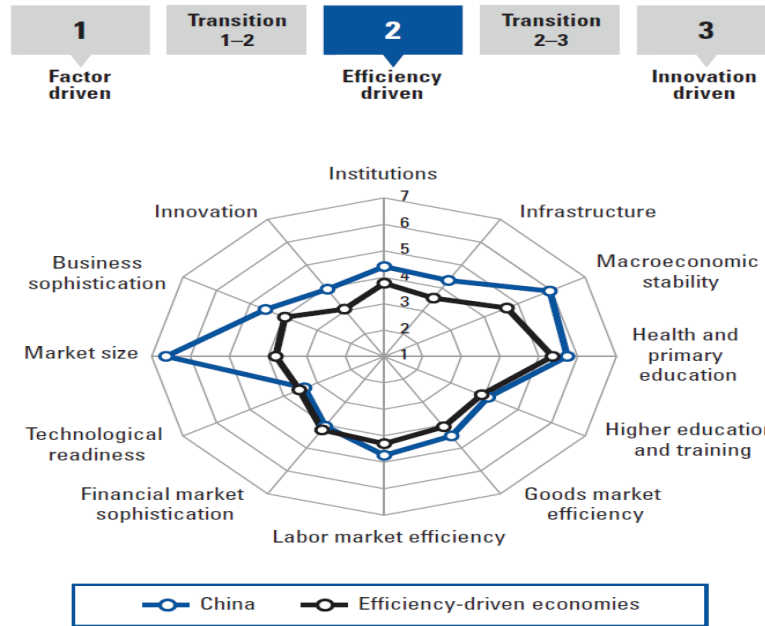 1
Transition
1–2
2
Transition
2–3
3
Factor
driven
Efficiency
driven
Innovation
driven
Institutions
7
6
5
4
3
2
1
Innovation
Infrastructure
Business
sophistication
Macroeconomic
stability
Market size
Health and
primary
education
Technological
readiness
Higher education
and training
Financial market
sophistication
Goods market
efficiency
Labor market efficiency
China
Efficiency-driven economies